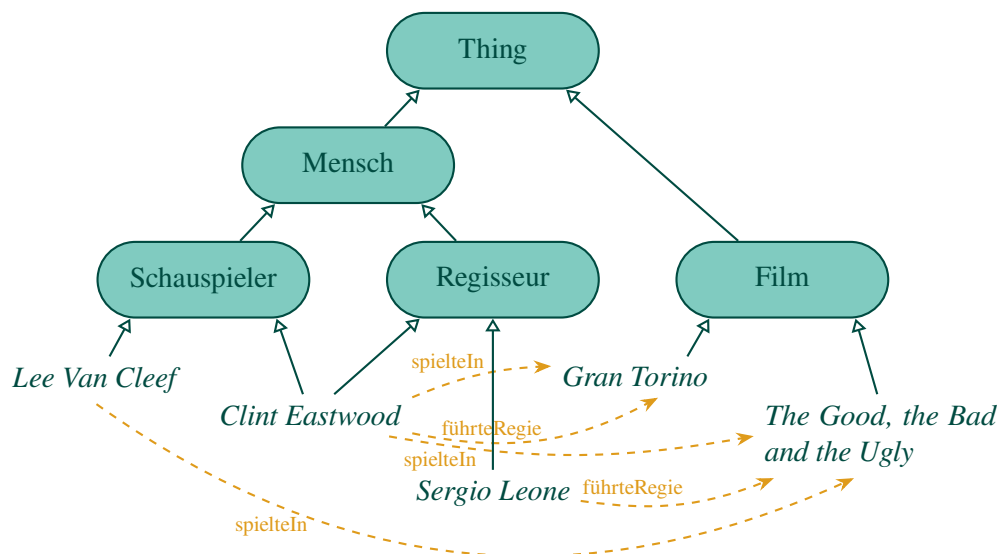 Thing
Mensch
Schauspieler
Regisseur
Film
spielteIn
Lee Van Cleef
Gran Torino
Clint Eastwood
führteRegie
The Good, the Bad
and the Ugly
spielteIn
Sergio Leone
führteRegie
spielteIn